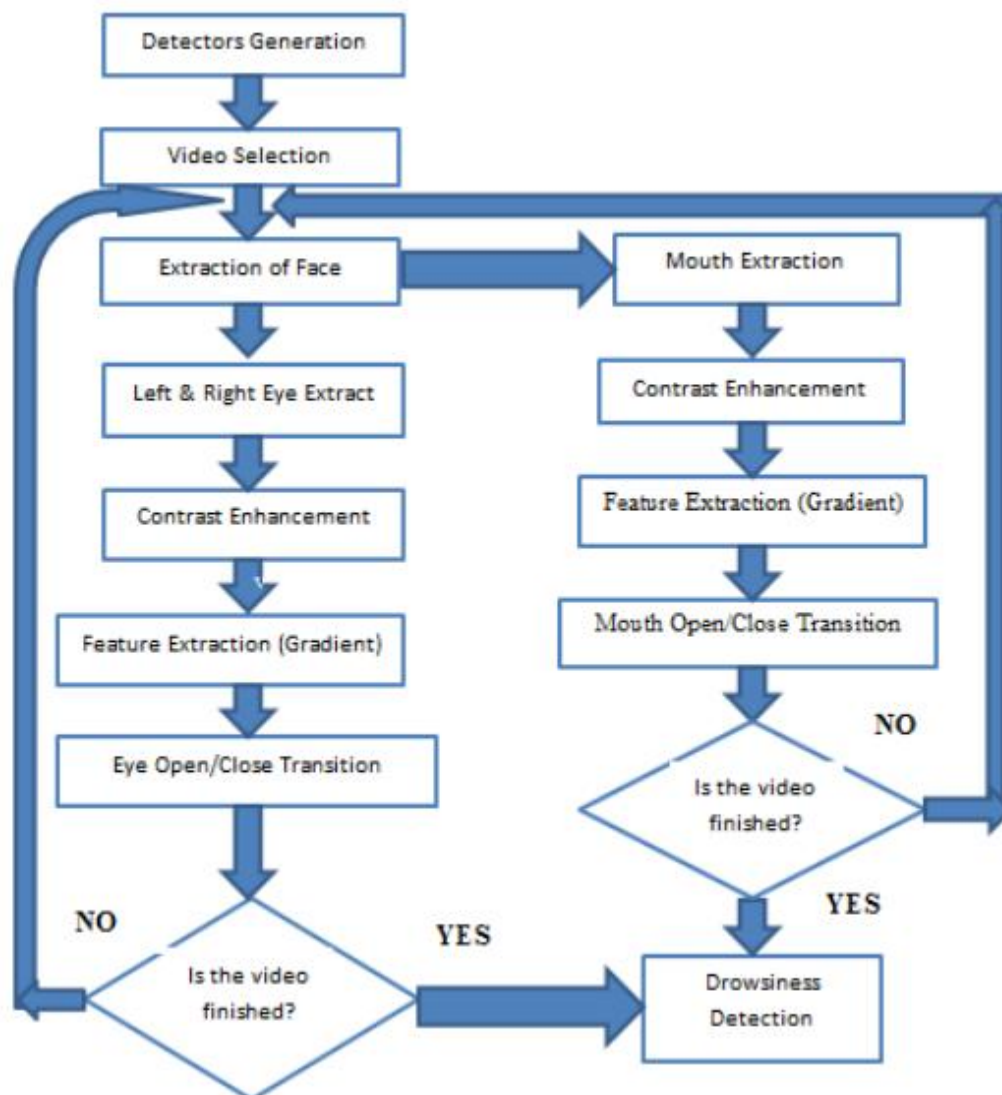 Detectors Generation
Video Selection
Extraction of Face
Left & Right Eye Extract
Contrast Enhancement
Feature Extraction (Gradient)
Eye Open/Close Transition
NO
Is the video
finished?
YES
Mouth Extraction
Contrast Enhancement
Feature Extraction (Gradient)
Mouth Open/Close Transition
NO
Is the video
finished?
YES
Drowsiness
Detection